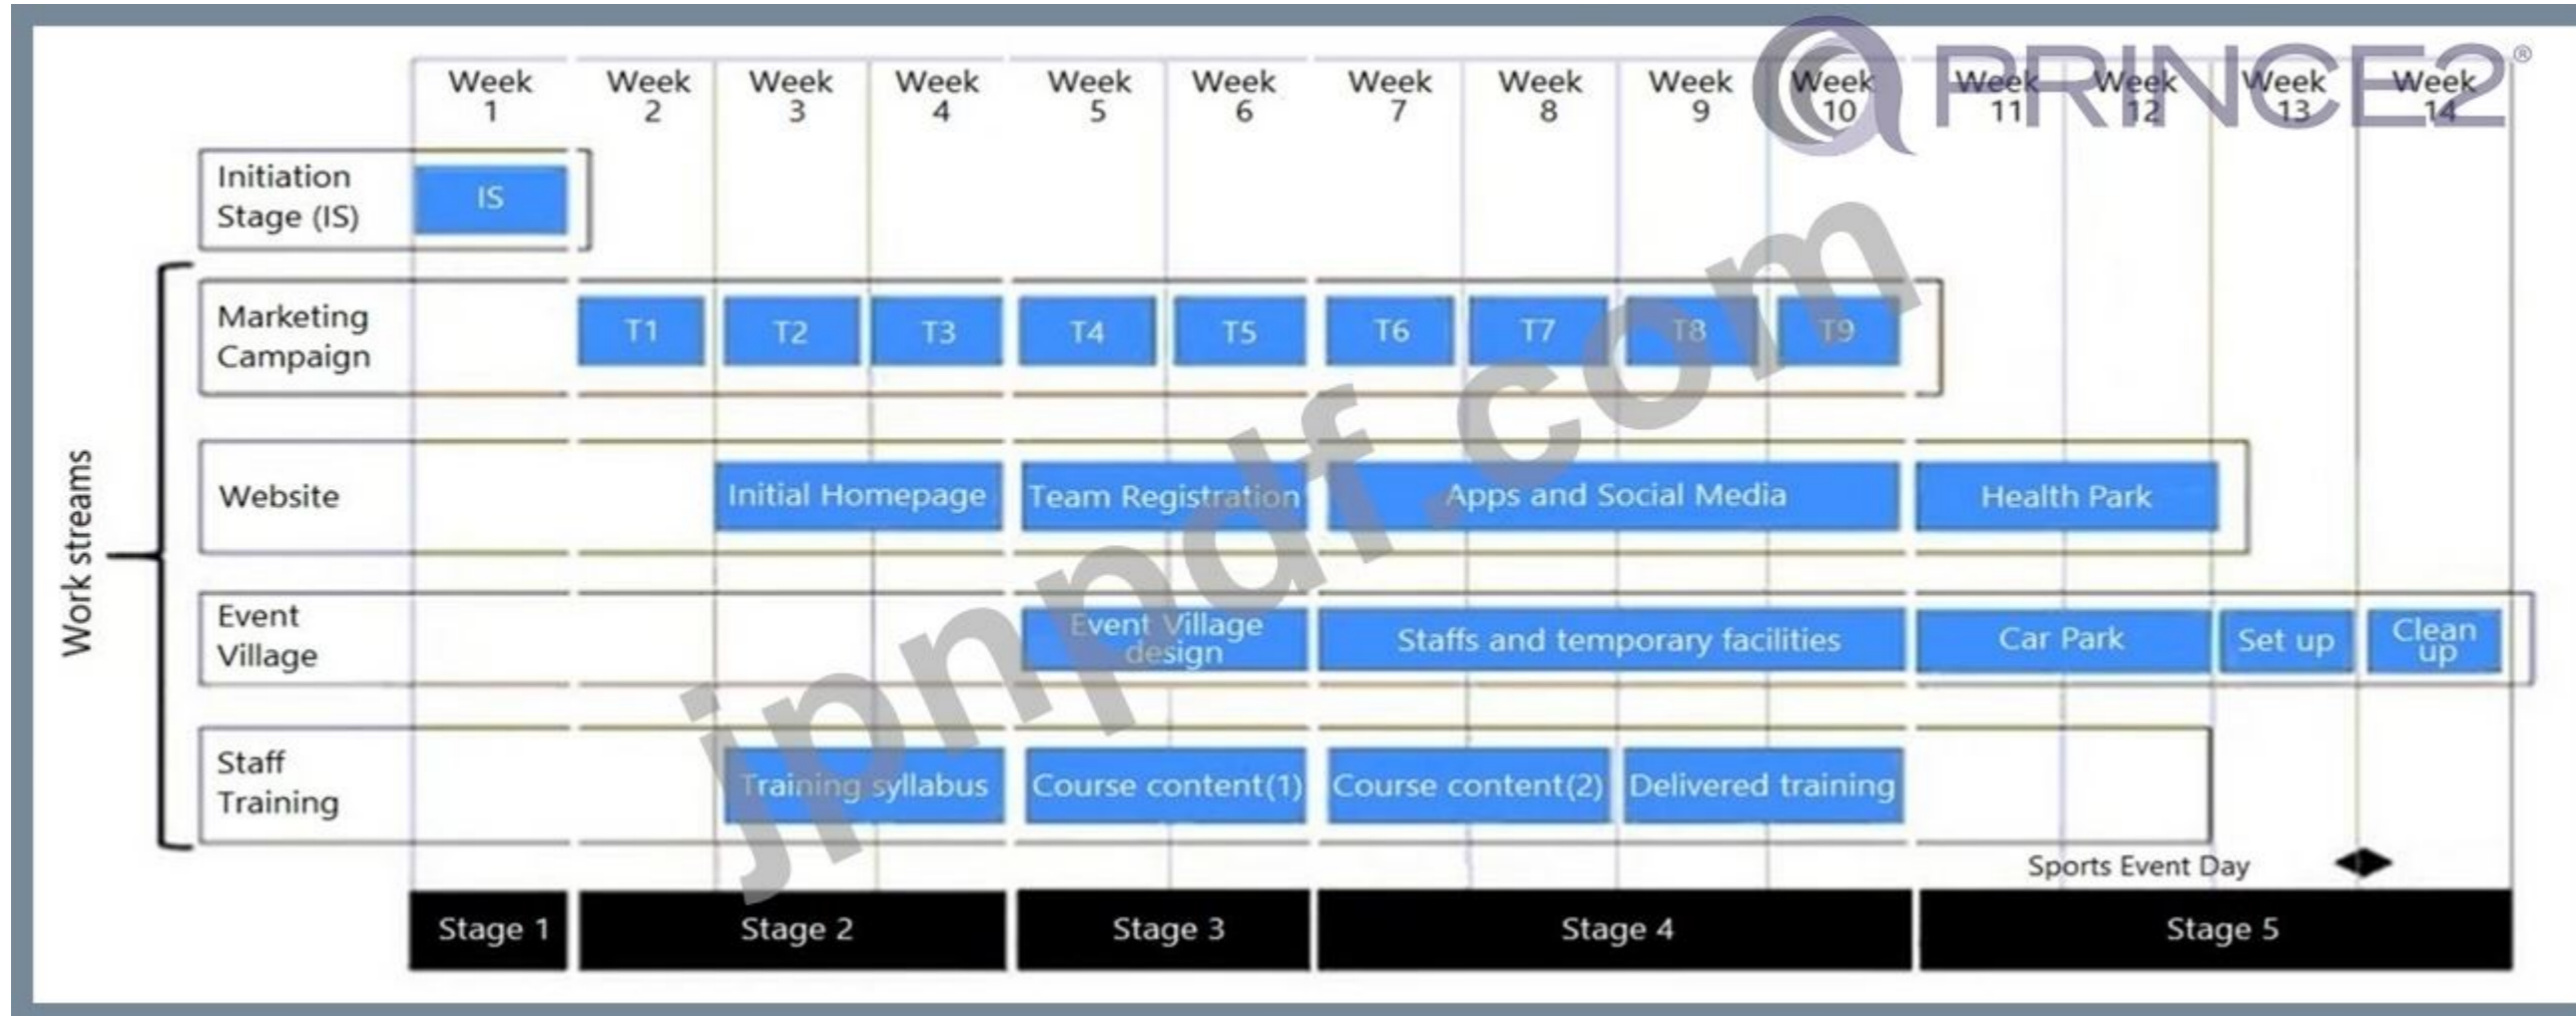 PRINCE2®
Week Week Week Week Week Week Week Week Week Week Week Week Week Week
1 2 3 4 5 6 7 8 9 10 11 12 13 14
Initiation
Stage (IS)
IS
Work streams
Marketing
Campaign
T1 T2 T3 T4 T5 T6 T7 T8 T9
Website
Initial Homepage Team Registration Apps and Social Media Health Park
Event
Village
Event Village
design
Staffs and temporary facilities Car Park Set up
Clean
up
Staff
Training
Training syllabus Course content(1) Course content(2) Delivered training
Sports Event Day
Stage 1 Stage 2 Stage 3 Stage 4 Stage 5
jpnpdf.com